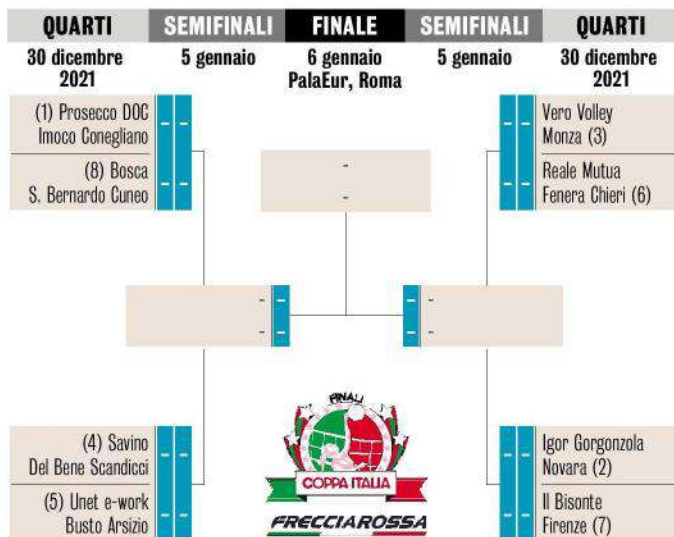 QUARTI SEMIFINALI FINALE SEMIFINALI QUARTI
30 dicembre 2021
5 gennaio
6 gennaio
PalaEur, Roma
5 gennaio
30 dicembre
2021
(1) Prosecco DOC
Imoco Conegliano
(8) Bosca
S. Bernardo Cuneo
Vero Volley
Monza (3)
Reale Mutua
Fenera Chieri (6)
(4) Savino
Del Bene Scandicci
(5) Unet e-work
Busto Arsizio
Igor Gorgonzola
Novara (2)
Il Bisonte
Firenze (7)
FINALI
COPPA ITALIA
FRECCIAROSSA